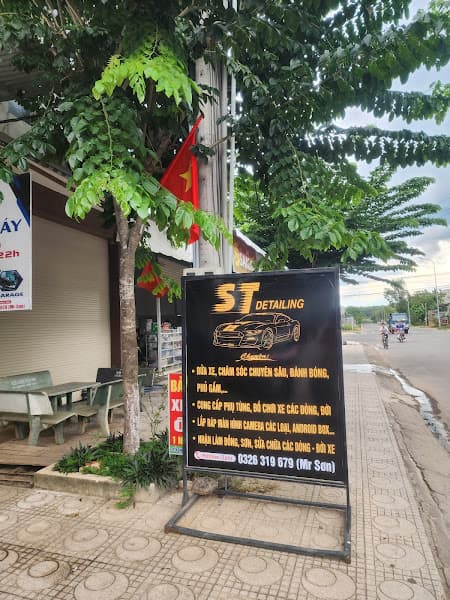 ÁY
22h
GARAGE
ST DETAILING
• RỬA XE, CHĂM SÓC CHUYÊN SÂU, ĐÁNH BÓNG,
PHỦ GẦM,...
• CUNG CẤP PHỤ TÙNG, ĐỒ CHƠI XE CÁC DÒNG, ĐỜI
• LẮP RÁP MÀN HÌNH CAMERA CÁC LOẠI, ANDROID BOX...
• NHẬN LÀM ĐỒNG, SƠN, SỬA CHỮA CÁC DÒNG - ĐỜI XE
0326 319 679 (Mr Sơn)